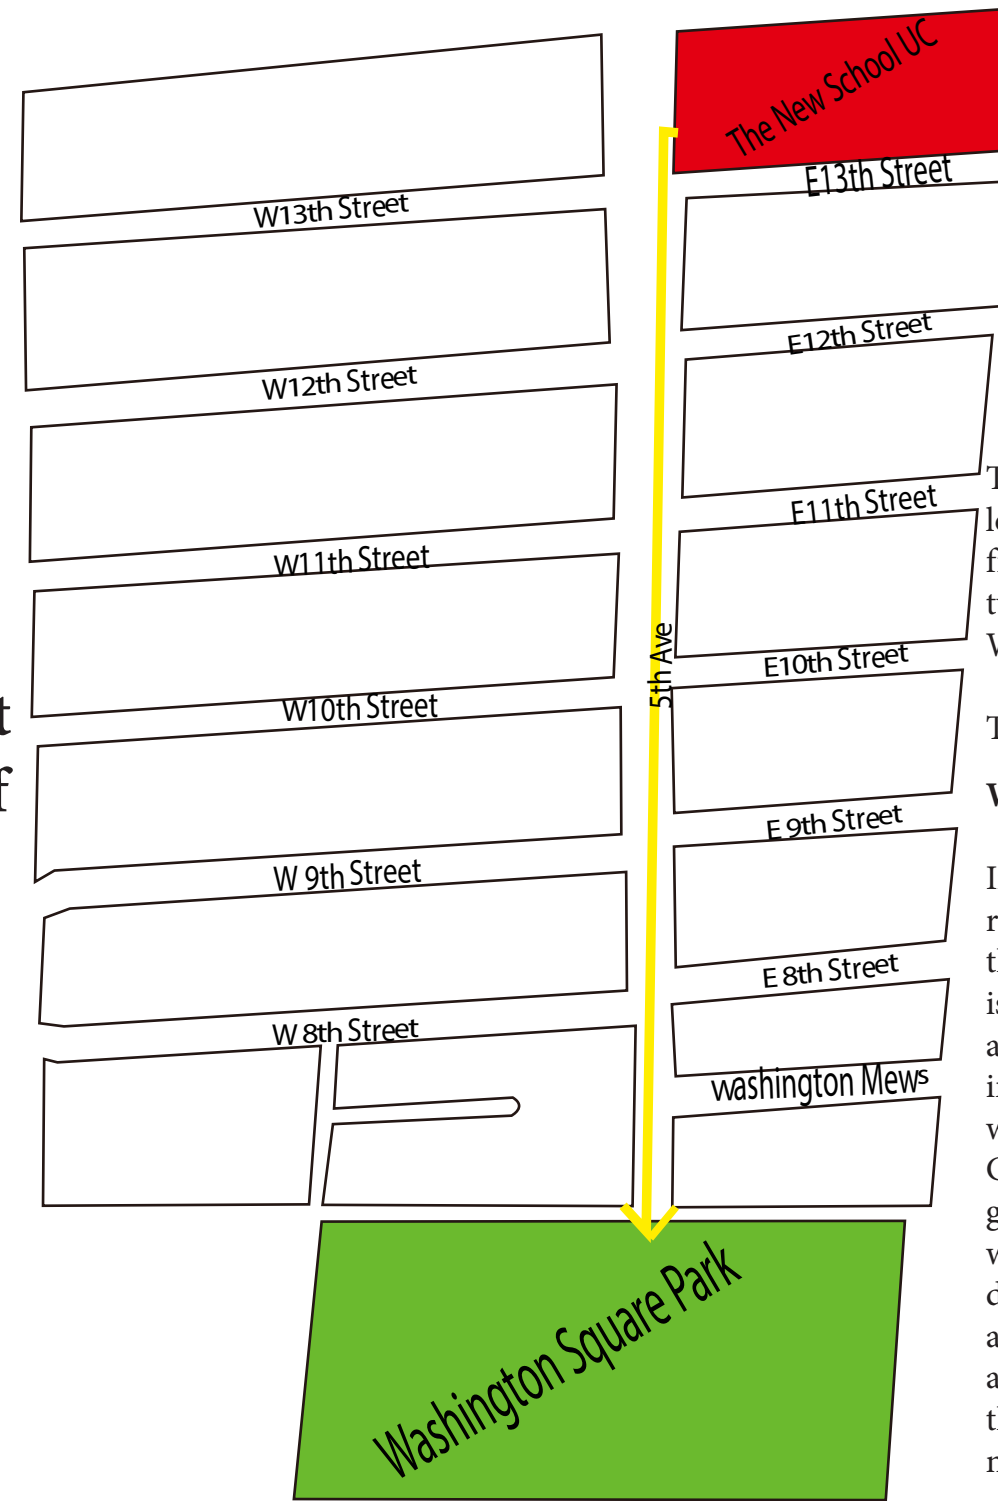 The New School UC
E13th Street
W13th Street
E12th Street
W12th Street
E11th Street
W11th Street
5th Ave
E10th Street
W10th Street
E 9th Street
W 9th Street
E 8th Street
W 8th Street
washington Mews
Washington Square Park